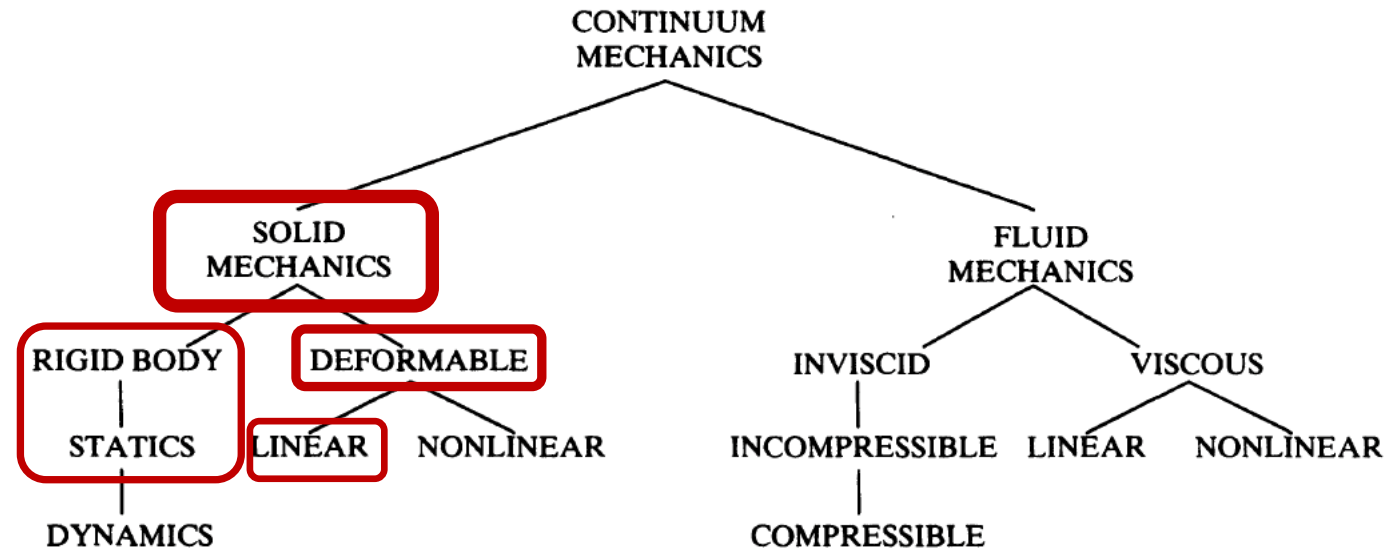 CONTINUUM
MECHANICS
SOLID
MECHANICS
FLUID
MECHANICS
RIGID BODY
DEFORMABLE
INVISCID
VISCOUS
STATICS
LINEAR
NONLINEAR
INCOMPRESSIBLE
LINEAR
NONLINEAR
DYNAMICS
COMPRESSIBLE